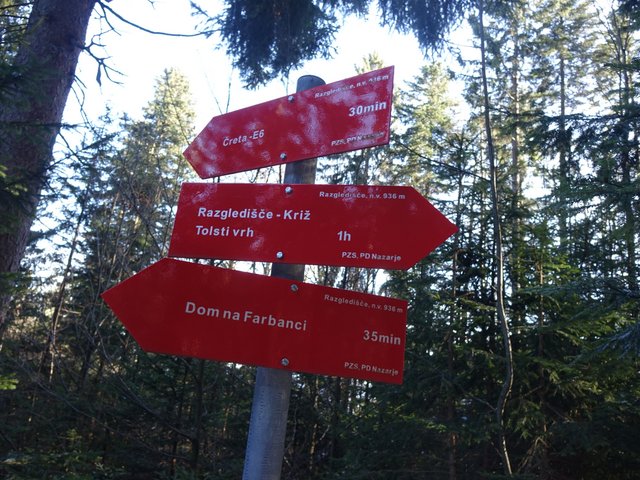 Razgledišče, n.v. 936 m
30min
Čreta - E6
PZS, PD Nazarje
Razgledišče, n.v. 936 m
Razgledišče - Križ
Tolsti vrh 1h
PZS, PD Nazarje
Razgledišče, n.v. 936 m
Dom na Farbanci
35min
PZS, PD Nazarje